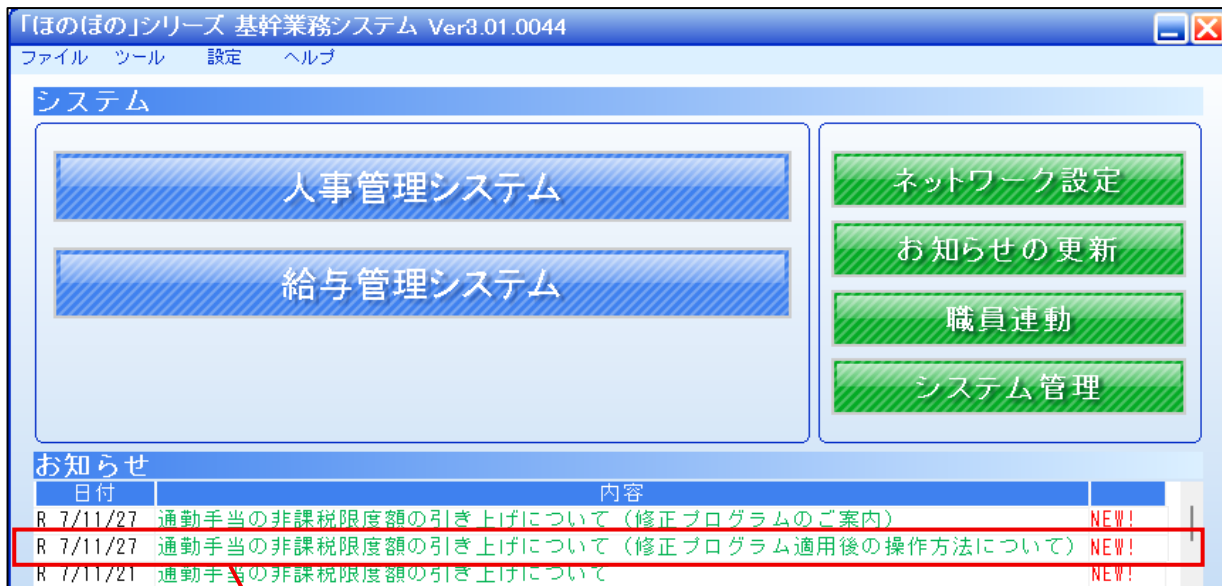 「ほのぼの」シリーズ 基幹業務システム Ver3.01.0044
ファイル ツール 設定 ヘルプ
システム
人事管理システム
給与管理システム
ネットワーク設定
お知らせの更新
職員連動
システム管理
お知らせ
日付 内容
R 7/11/27 通勤手当の非課税限度額の引き上げについて（修正プログラムのご案内） NEW!
R 7/11/27 通勤手当の非課税限度額の引き上げについて（修正プログラム適用後の操作方法について） NEW!
R 7/11/21 通勤手当の非課税限度額の引き上げについて NEW!